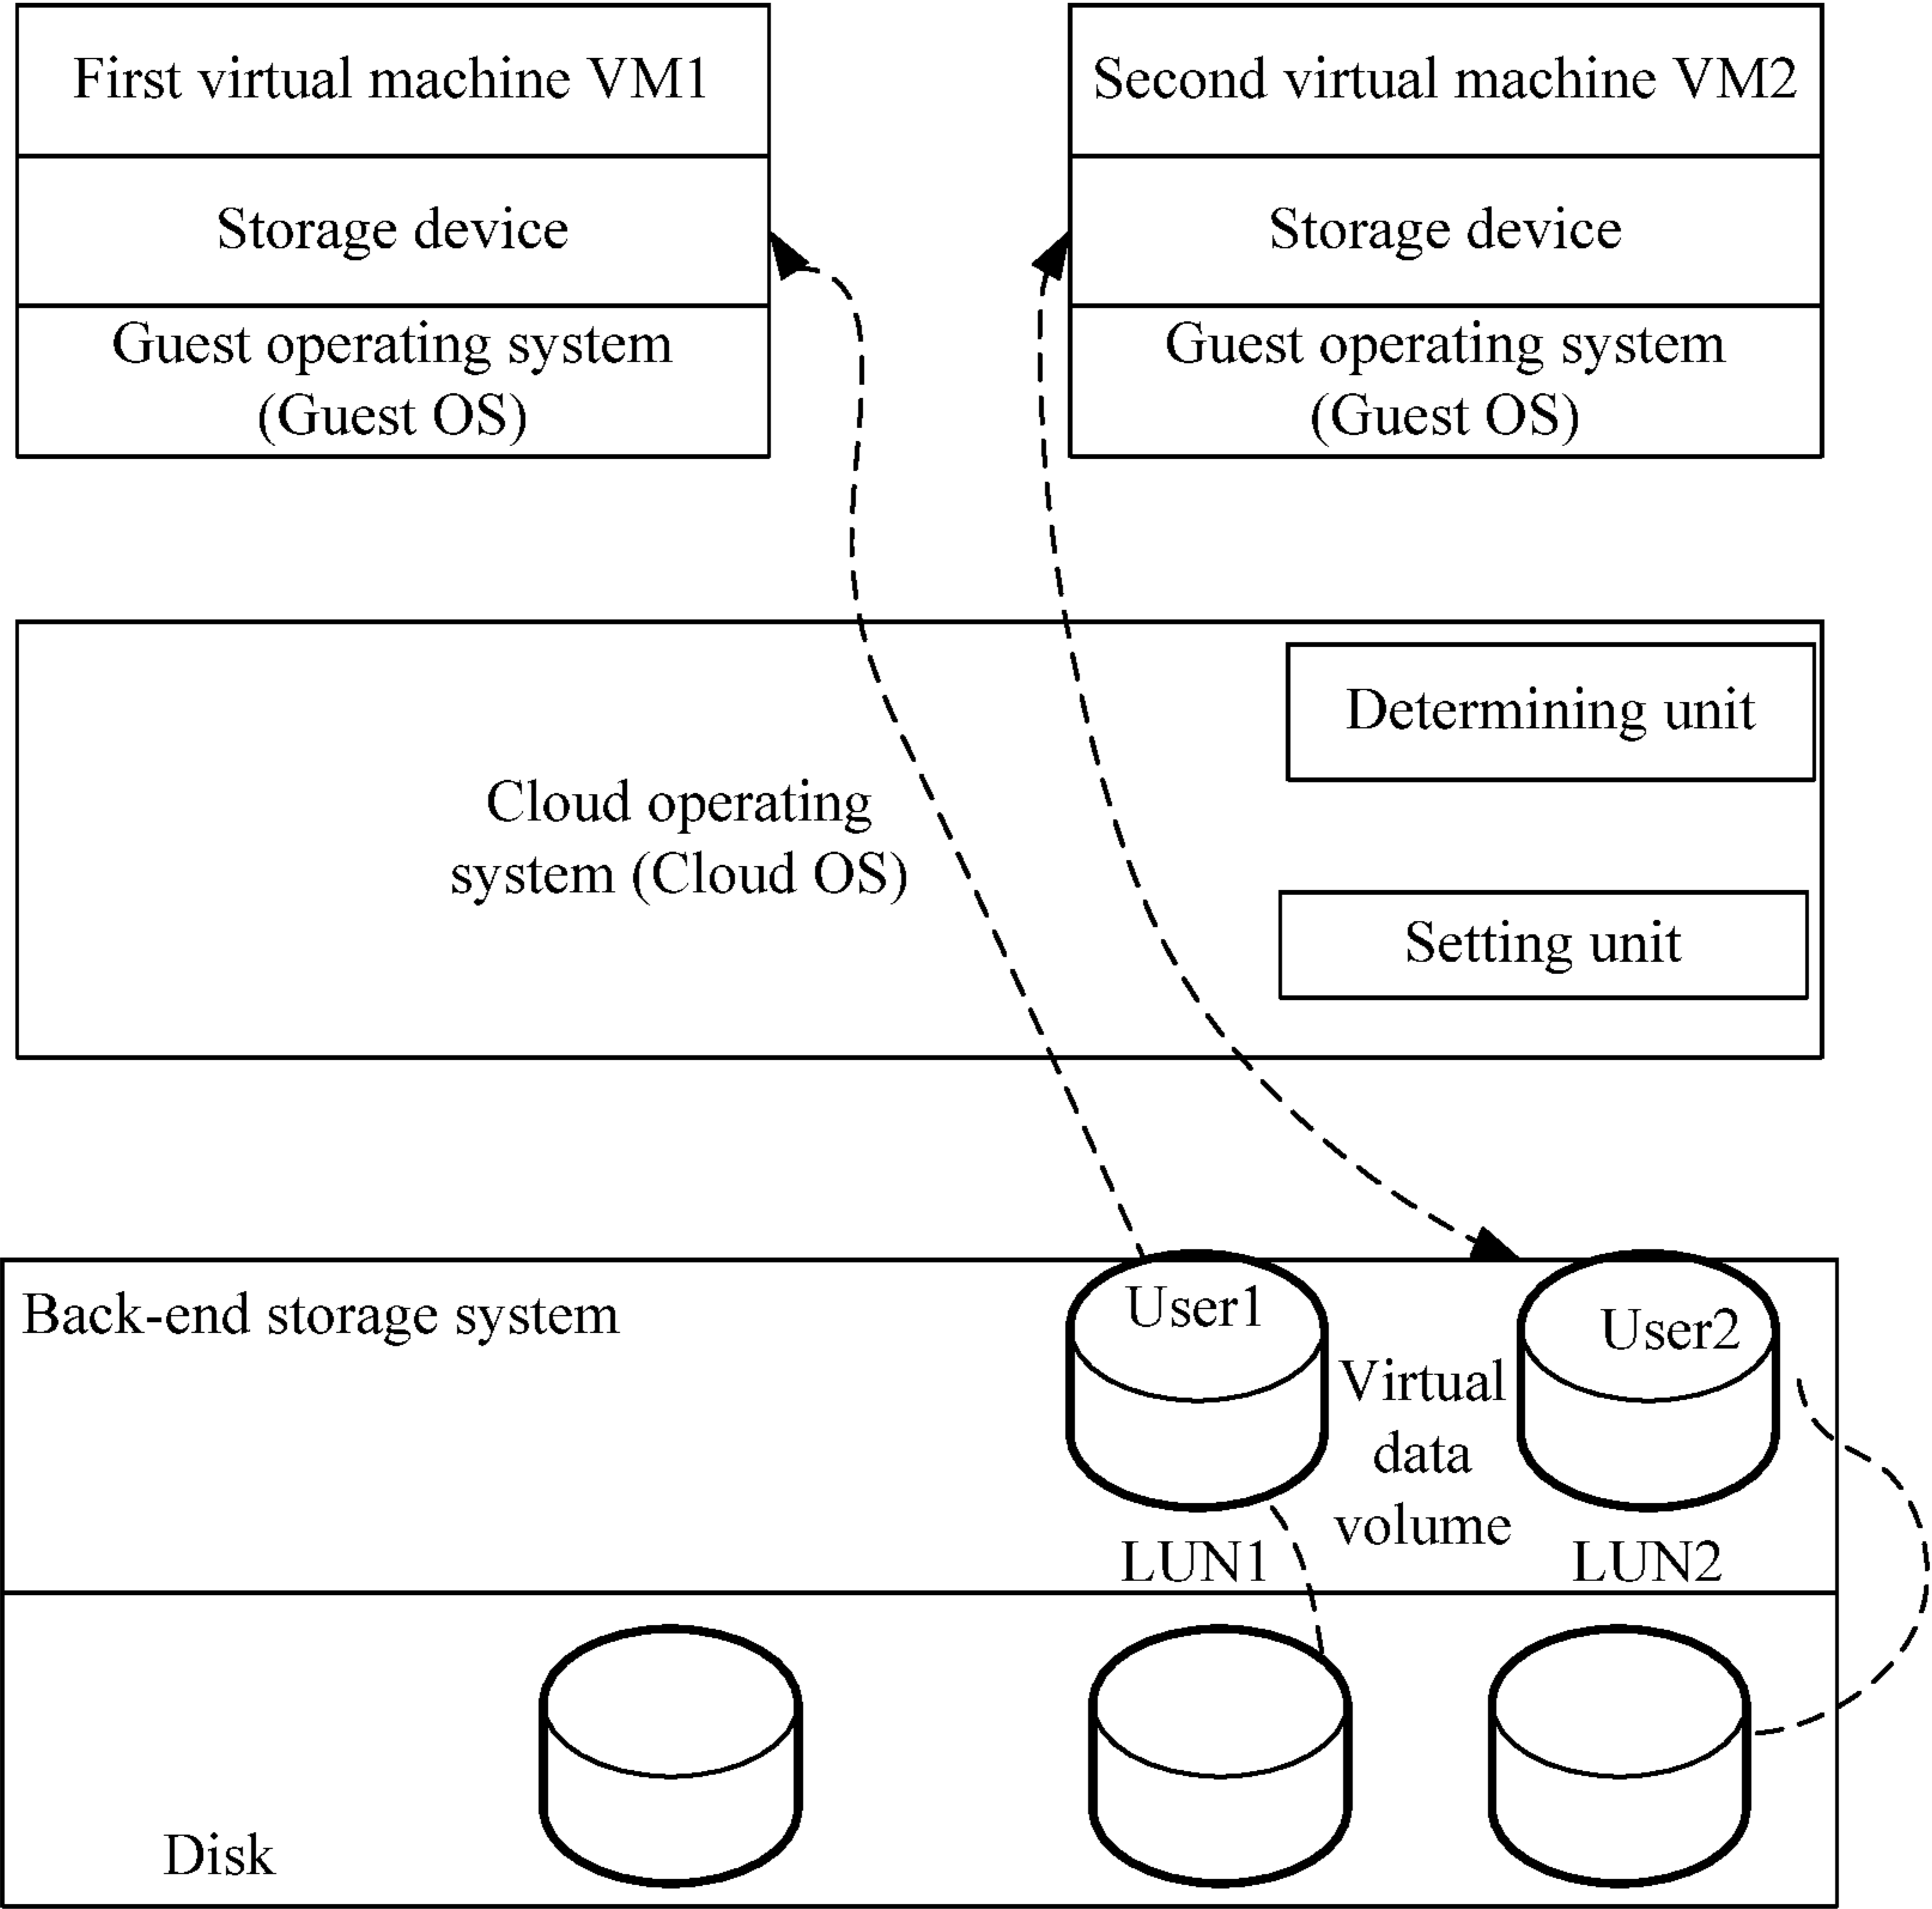 First virtual machine VM1
Storage device
Guest operating system
(Guest OS)
Second virtual machine VM2
Storage device
Guest operating system
(Guest OS)
Cloud operating
system (Cloud OS)
Determining unit
Setting unit
Back-end storage system
User1
User2
Virtual
data
volume
LUN1
LUN2
Disk